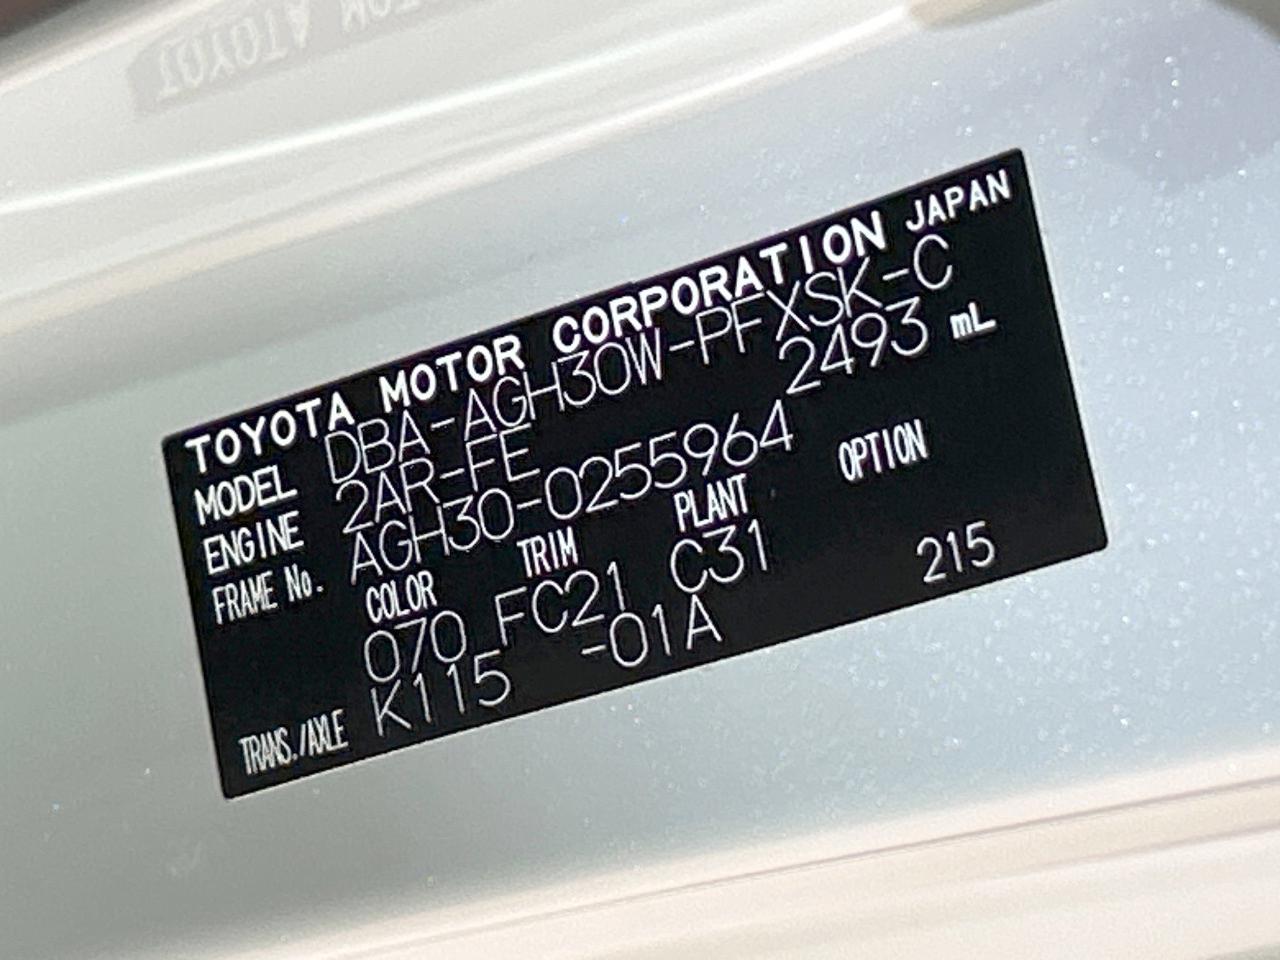 TOYOTA MOTOR CORPORATION JAPAN
MODEL DBA-AGH30W-PFXSK-C
ENGINE 2AR-FE 2493 mL
FRAME No. AGH30-0255964
COLOR TRIM PLANT OPTION
070 FC21 C31 215
TRANS./AXLE K115 -01A